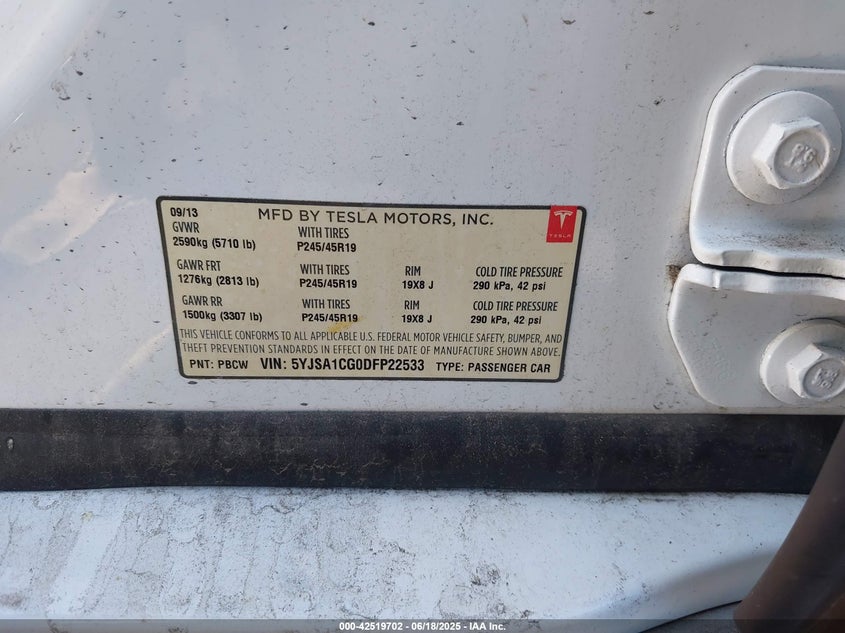 09/13 MFD BY TESLA MOTORS, INC.
GVWR WITH TIRES
2590kg (5710 lb) P245/45R19
TESLA
GAWR FRT WITH TIRES RIM COLD TIRE PRESSURE
1276kg (2813 lb) P245/45R19 19X8 J 290 kPa, 42 psi
GAWR RR WITH TIRES RIM COLD TIRE PRESSURE
1500kg (3307 lb) P245/45R19 19X8 J 290 kPa, 42 psi
THIS VEHICLE CONFORMS TO ALL APPLICABLE U.S. FEDERAL MOTOR VEHICLE SAFETY, BUMPER, AND
THEFT PREVENTION STANDARDS IN EFFECT ON THE DATE OF MANUFACTURE SHOWN ABOVE.
PNT: PBCW VIN: 5YJSA1CG0DFP22533 TYPE: PASSENGER CAR
000-42519702 - 06/18/2025 - IAA Inc.